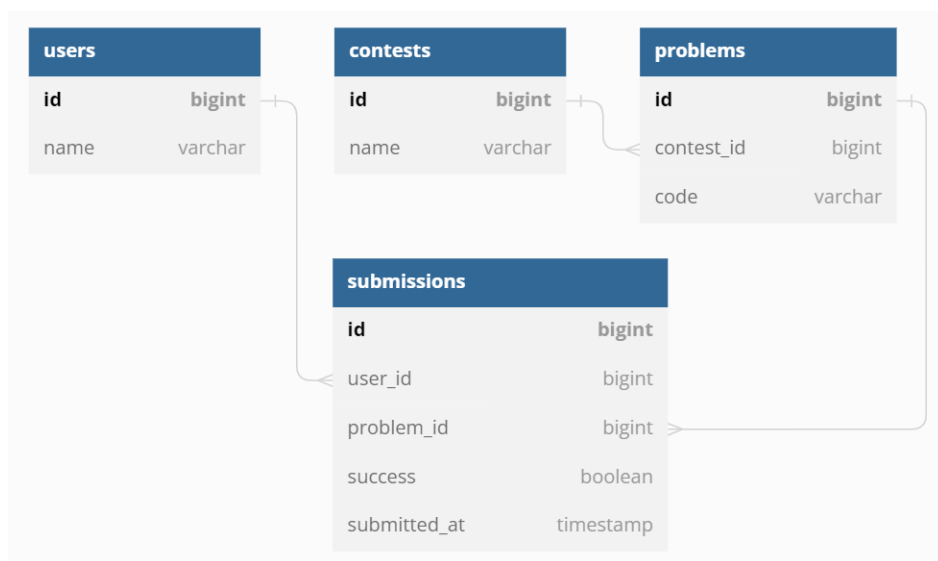 users
id bigint
name varchar
contests
id bigint
name varchar
problems
id bigint
contest_id bigint
code varchar
submissions
id bigint
user_id bigint
problem_id bigint
success boolean
submitted_at timestamp